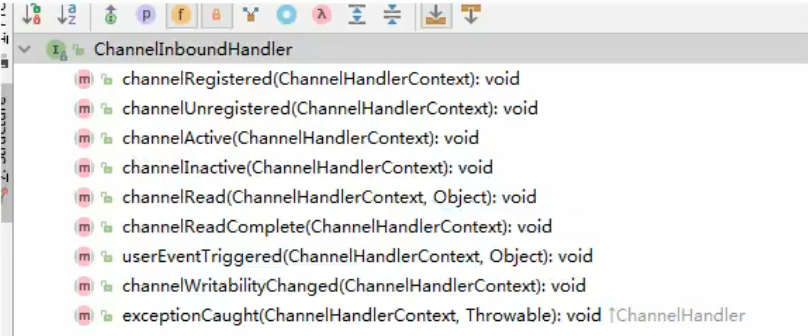 ChannelInboundHandler
channelRegistered(ChannelHandlerContext): void
channelUnregistered(ChannelHandlerContext): void
channelActive(ChannelHandlerContext): void
channelInactive(ChannelHandlerContext): void
channelRead(ChannelHandlerContext, Object): void
channelReadComplete(ChannelHandlerContext): void
userEventTriggered(ChannelHandlerContext, Object): void
channelWritabilityChanged(ChannelHandlerContext): void
exceptionCaught(ChannelHandlerContext, Throwable): void ↑ChannelHandler